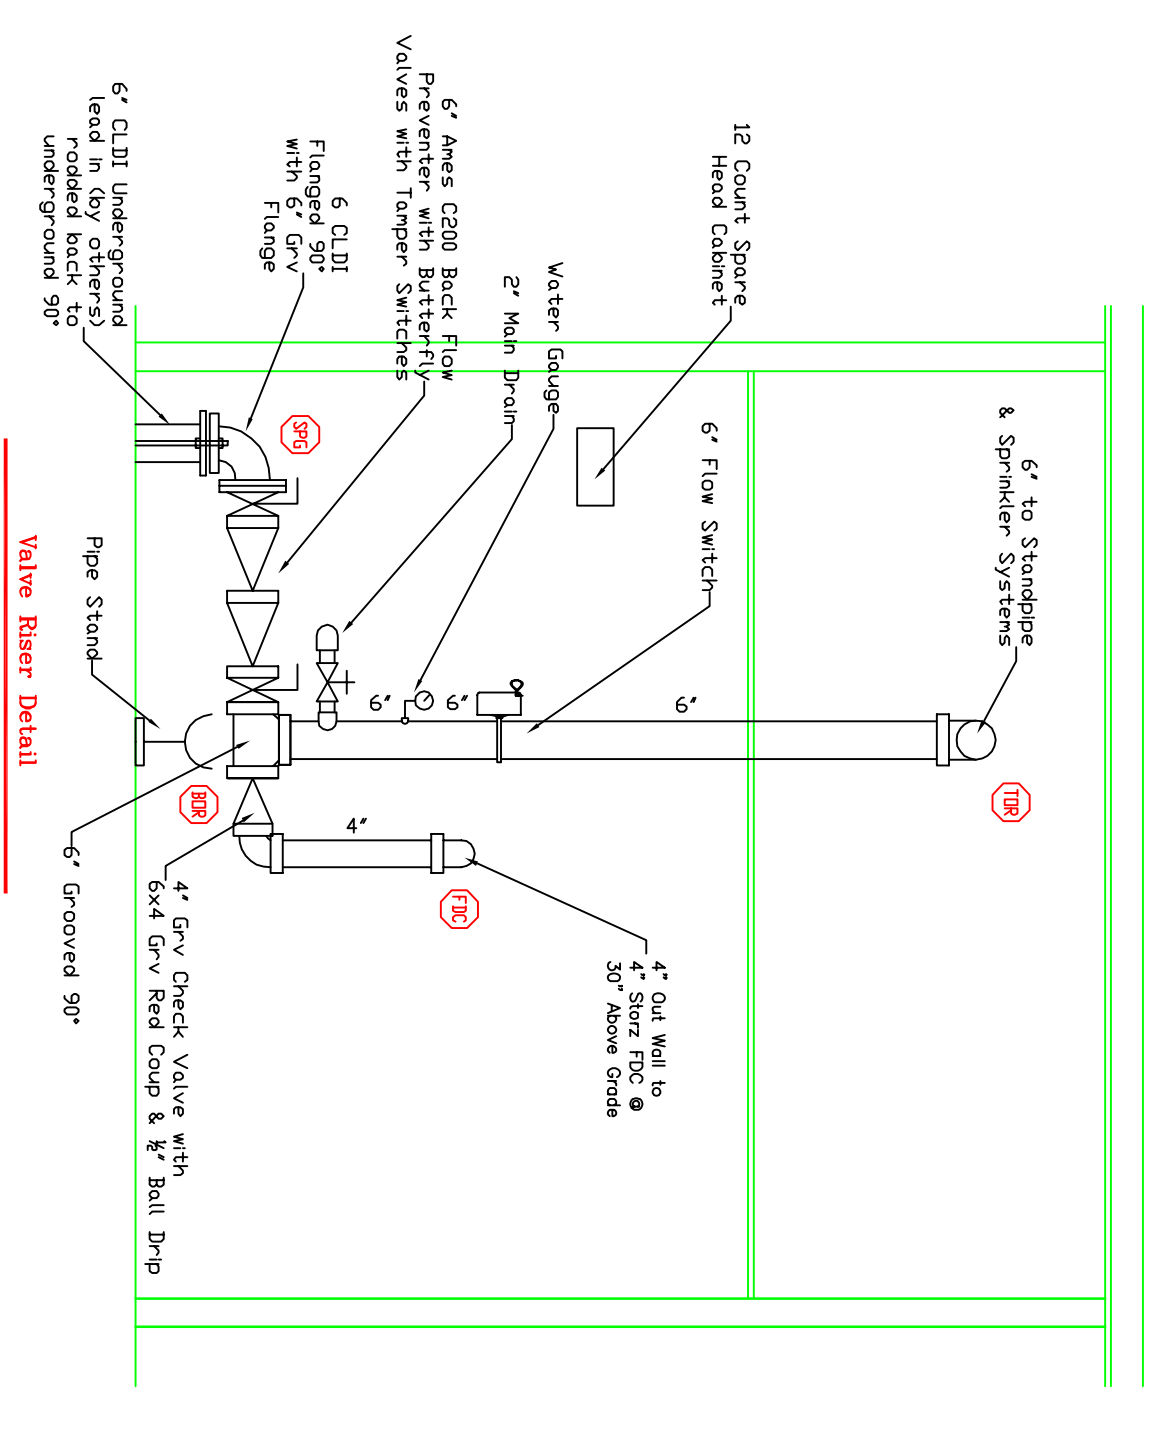 6" to Standpipe
& Sprinkler Systems
TOR
12 Count Spare
Head Cabinet
6" Flow Switch
6"
4" Out Wall to
4" Storz FDC @
30" Above Grade
Water Gauge
2" Main Drain
6"
6"
FDC
6" Ames C200 Back Flow
Preventer with Butterfly
Valves with Tamper Switches
4"
6 CLDI
Flanged 90°
with 6" Grv
Flange
SPG
BOR
4" Grv Check Valve with
6x4 Grv Red Coup & ½" Ball Drip
6" CLDI Underground
lead in (by others)
rodded back to
underground 90°
Pipe Stand
6" Grooved 90°
Valve Riser Detail